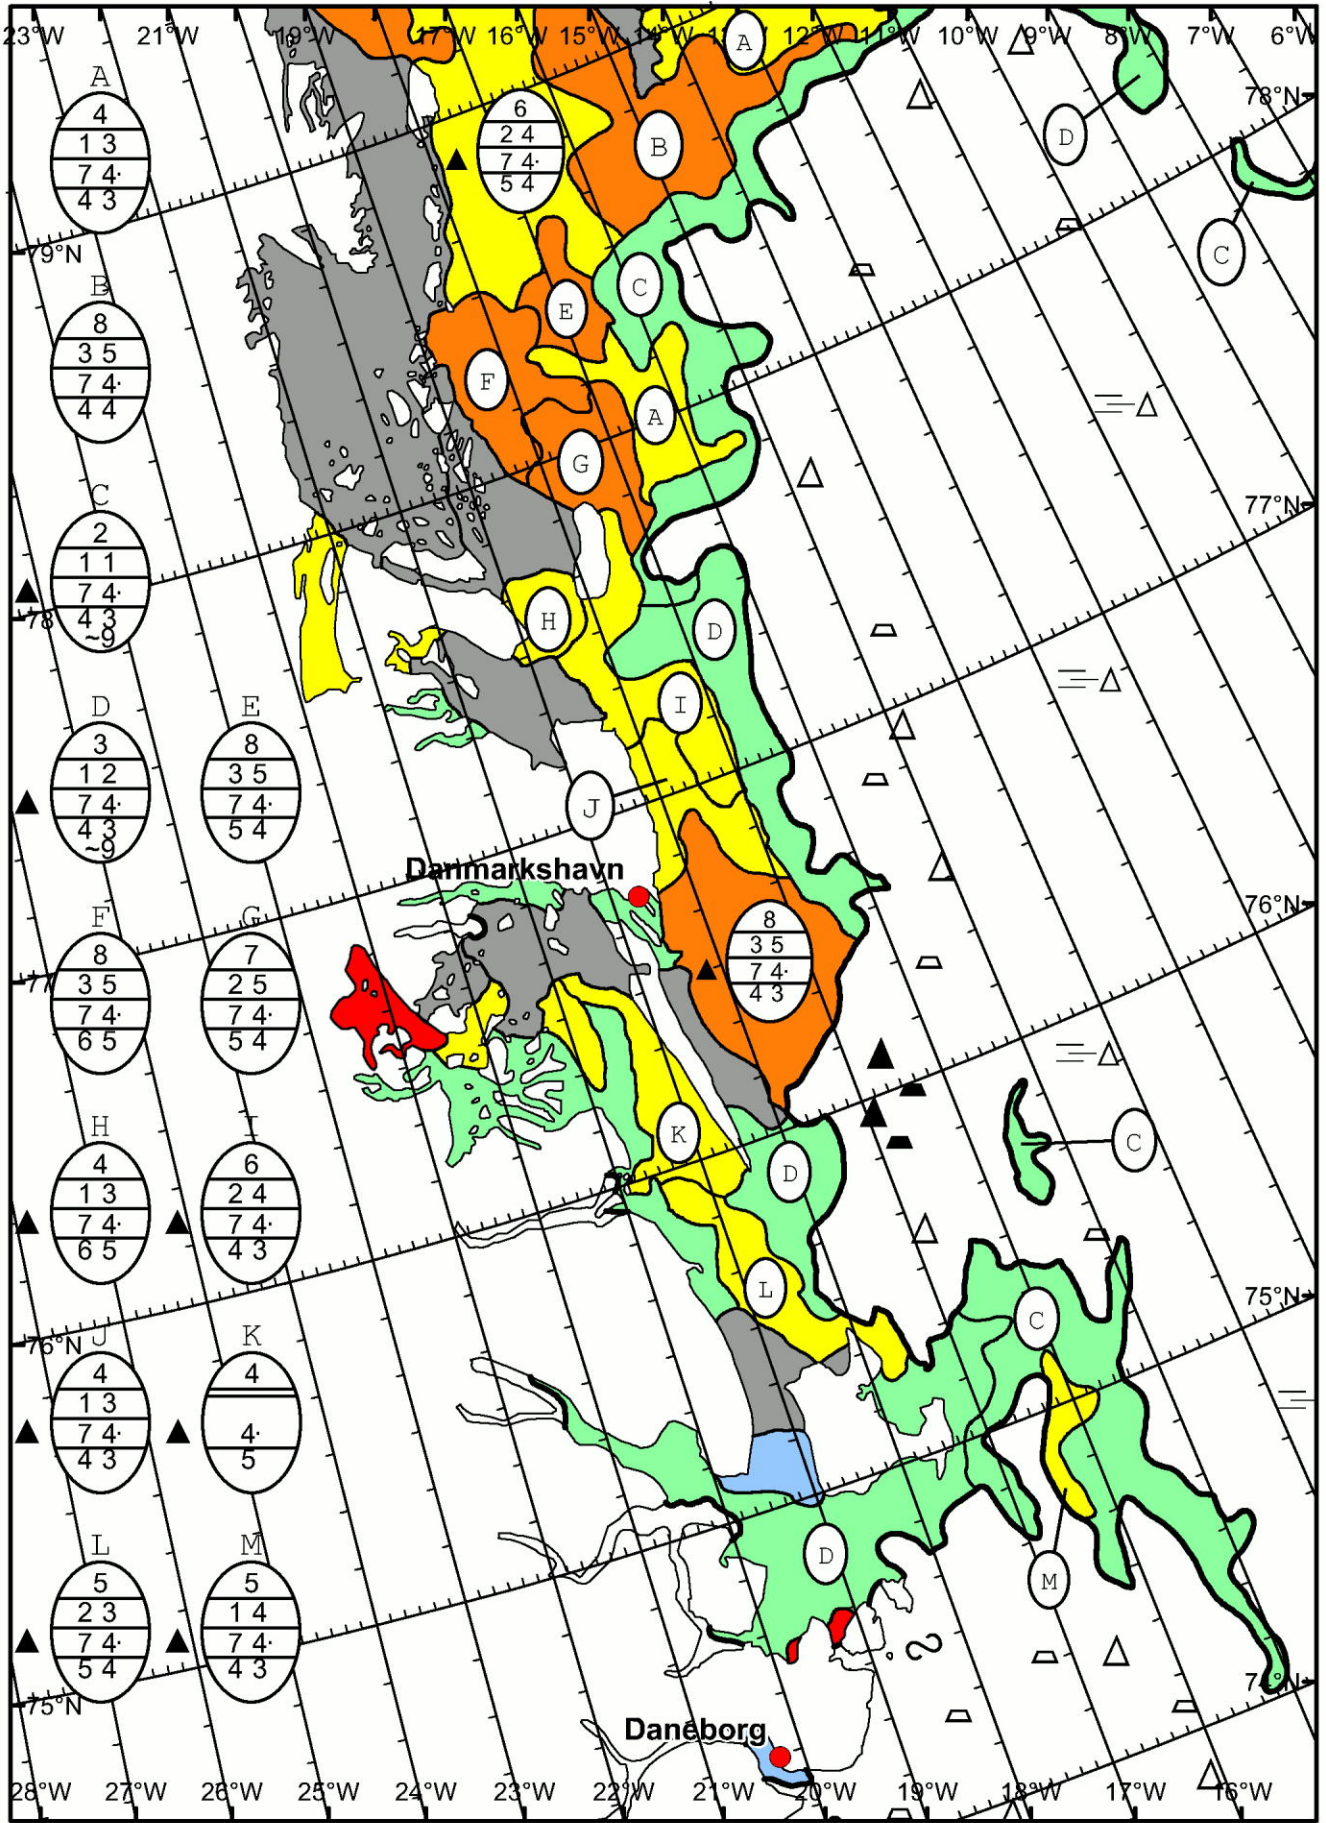 23°W 21°W 19°W 17°W 16°W 15°W 14°W 13°W 12°W 11°W 10°W 9°W 8°W 7°W 6°W
A
78°N
A
4
1 3
7 4·
4 3
6
2 4
7 4·
5 4
B
D
79°N
C
C
B
8
3 5
7 4·
4 4
E
F
A
G
C
2
1 1
7 4·
4 3
~9
77°N
78
H
D
I
D
3
1 2
7 4·
4 3
~9
E
8
3 5
7 4·
5 4
J
Danmarkshavn
76°N
8
3 5
7 4·
4 3
F
8
3 5
7 4·
6 5
G
7
2 5
7 4·
5 4
77
K
D
C
H
4
1 3
7 4·
6 5
I
6
2 4
7 4·
4 3
L
75°N
C
76°N
J
4
1 3
7 4·
4 3
K
4
4·
5
D
M
L
5
2 3
7 4·
5 4
M
5
1 4
7 4·
4 3
74°N
75°N
Daneborg
28°W 27°W 26°W 25°W 24°W 23°W 22°W 21°W 20°W 19°W 18°W 17°W 16°W